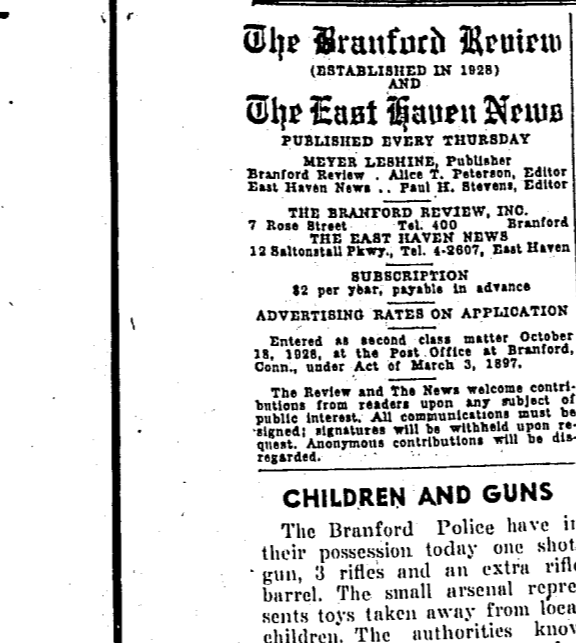 The Branford Review
(ESTABLISHED IN 1928)
AND
The East Haven News
PUBLISHED EVERY THURSDAY
MEYER LESHINE, Publisher
Branford Review . Alice T. Peterson, Editor
East Haven News .. Paul H. Stevens, Editor
THE BRANFORD REVIEW, INC.
7 Rose Street Tel. 400 Branford
THE EAST HAVEN NEWS
12 Saltonstall Pkwy., Tel. 4-2607, East Haven
SUBSCRIPTION
$2 per year, payable in advance
ADVERTISING RATES ON APPLICATION
Entered as second class matter October
18, 1928, at the Post Office at Branford,
Conn., under Act of March 3, 1897.
The Review and The News welcome contri-
butions from readers upon any subject of
public interest. All communications must be
signed; signatures will be withheld upon re-
quest. Anonymous contributions will be dis-
regarded.
CHILDREN AND GUNS
The Branford Police have in
their possession today one shot
gun, 3 rifles and an extra rifle
barrel. The small arsenal repre
sents toys taken away from loca
children. The authorities know